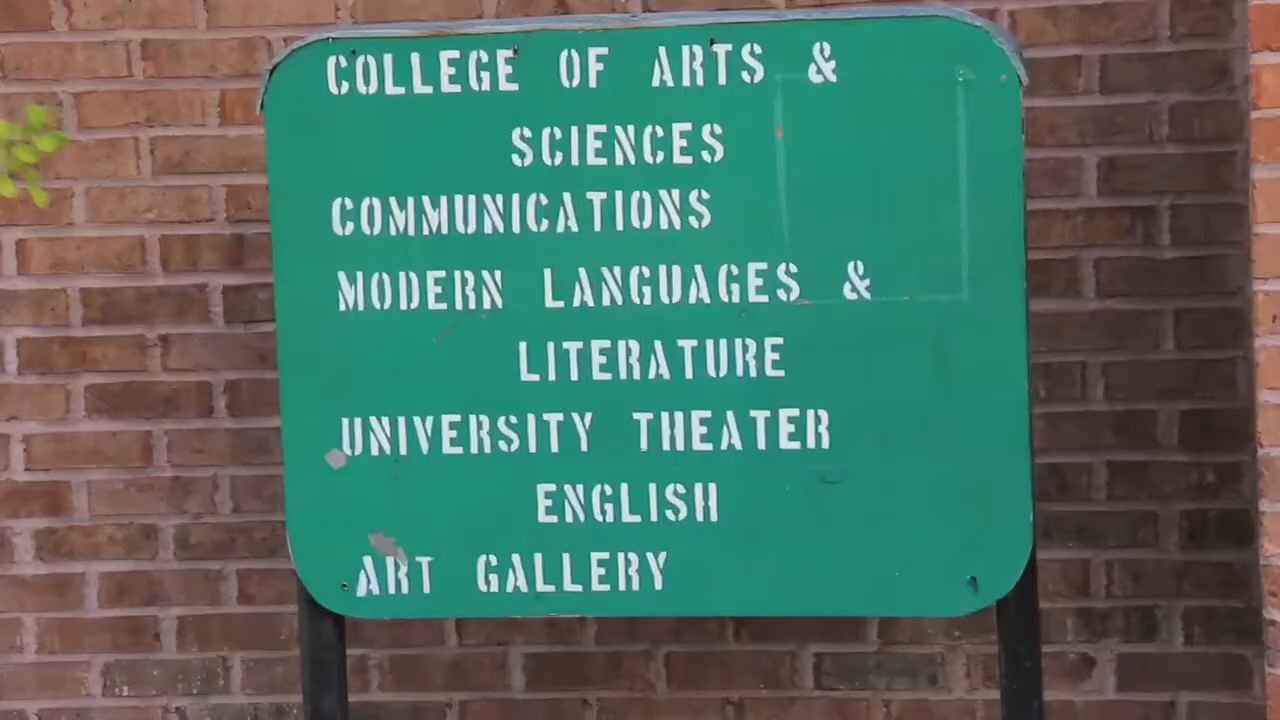 COLLEGE OF ARTS &
SCIENCES
COMMUNICATIONS
MODERN LANGUAGES &
LITERATURE
UNIVERSITY THEATER
ENGLISH
ART GALLERY